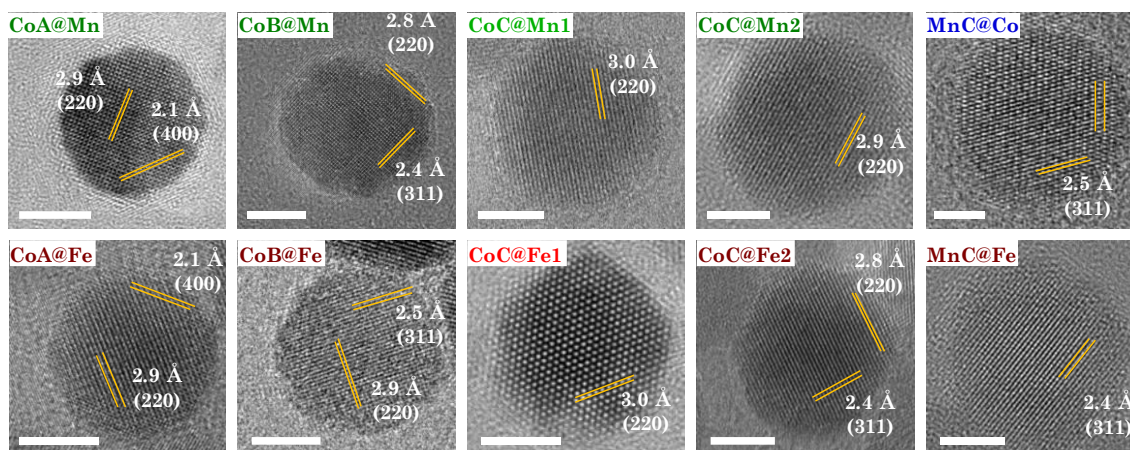 CoA@Mn
2.9 Å
(220)
2.1 Å
(400)
CoB@Mn
2.8 Å
(220)
2.4 Å
(311)
CoC@Mn1
3.0 Å
(220)
CoC@Mn2
2.9 Å
(220)
MnC@Co
2.5 Å
(311)
CoA@Fe
2.1 Å
(400)
2.9 Å
(220)
CoB@Fe
2.5 Å
(311)
2.9 Å
(220)
CoC@Fe1
3.0 Å
(220)
CoC@Fe2
2.8 Å
(220)
2.4 Å
(311)
MnC@Fe
2.4 Å
(311)